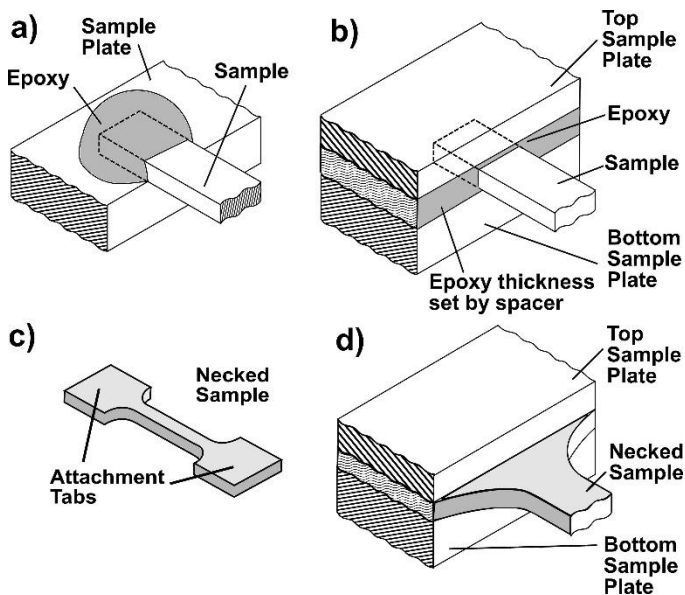 a)
Sample
Plate
Epoxy
Sample
b)
Top
Sample
Plate
Epoxy
Sample
Bottom
Sample
Plate
Epoxy thickness
set by spacer
c)
Necked
Sample
Attachment
Tabs
d)
Top
Sample
Plate
Necked
Sample
Bottom
Sample
Plate